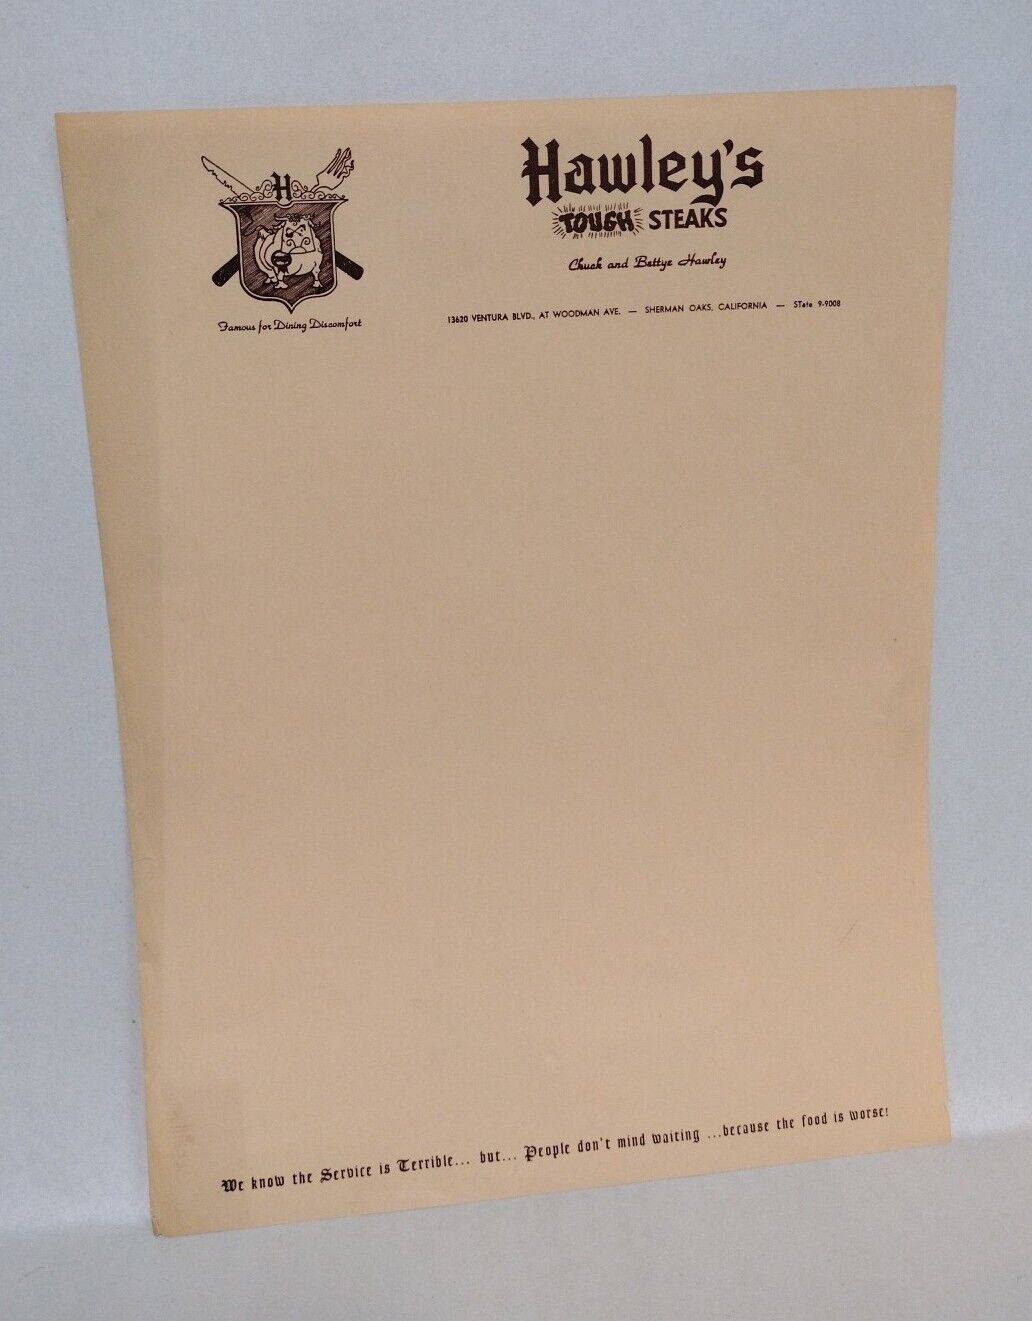 H
Famous for Dining Discomfort
Hawley's
TOUGH STEAKS
Chuck and Bettye Hawley
13620 VENTURA BLVD., AT WOODMAN AVE. — SHERMAN OAKS, CALIFORNIA — STate 9-9008
We know the Service is Terrible... but... People don't mind waiting ...because the food is worse!